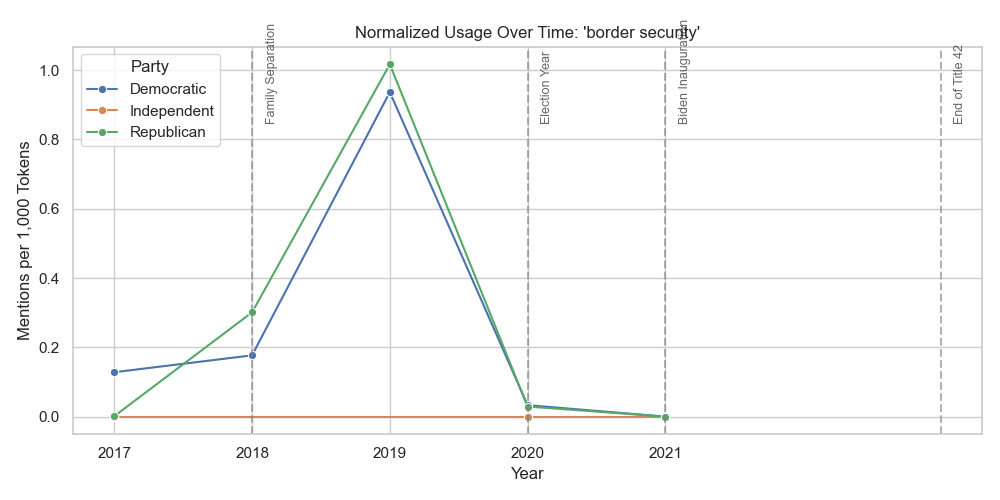 Normalized Usage Over Time: 'border security'
Mentions per 1,000 Tokens
1.0
0.8
0.6
0.4
0.2
0.0
Party
Democratic
Independent
Republican
Family Separation
Election Year
Biden Inauguration
End of Title 42
2017
2018
2019
2020
2021
Year